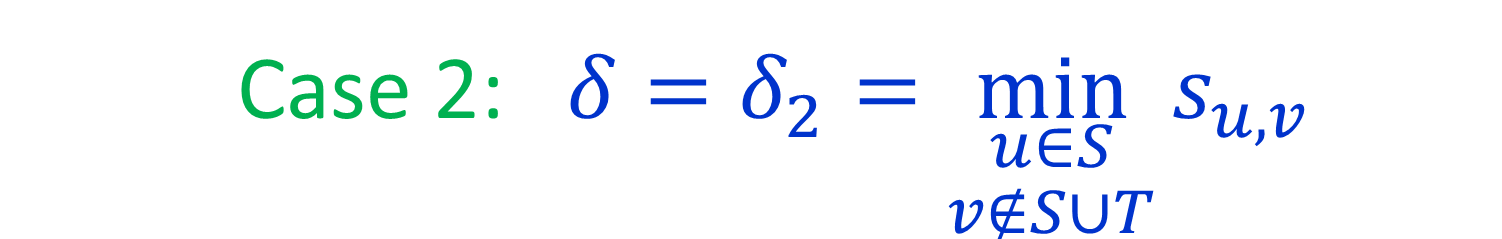 Case 2: δ = δ₂ = min s_{u,v}
u∈S
v∉S∪T